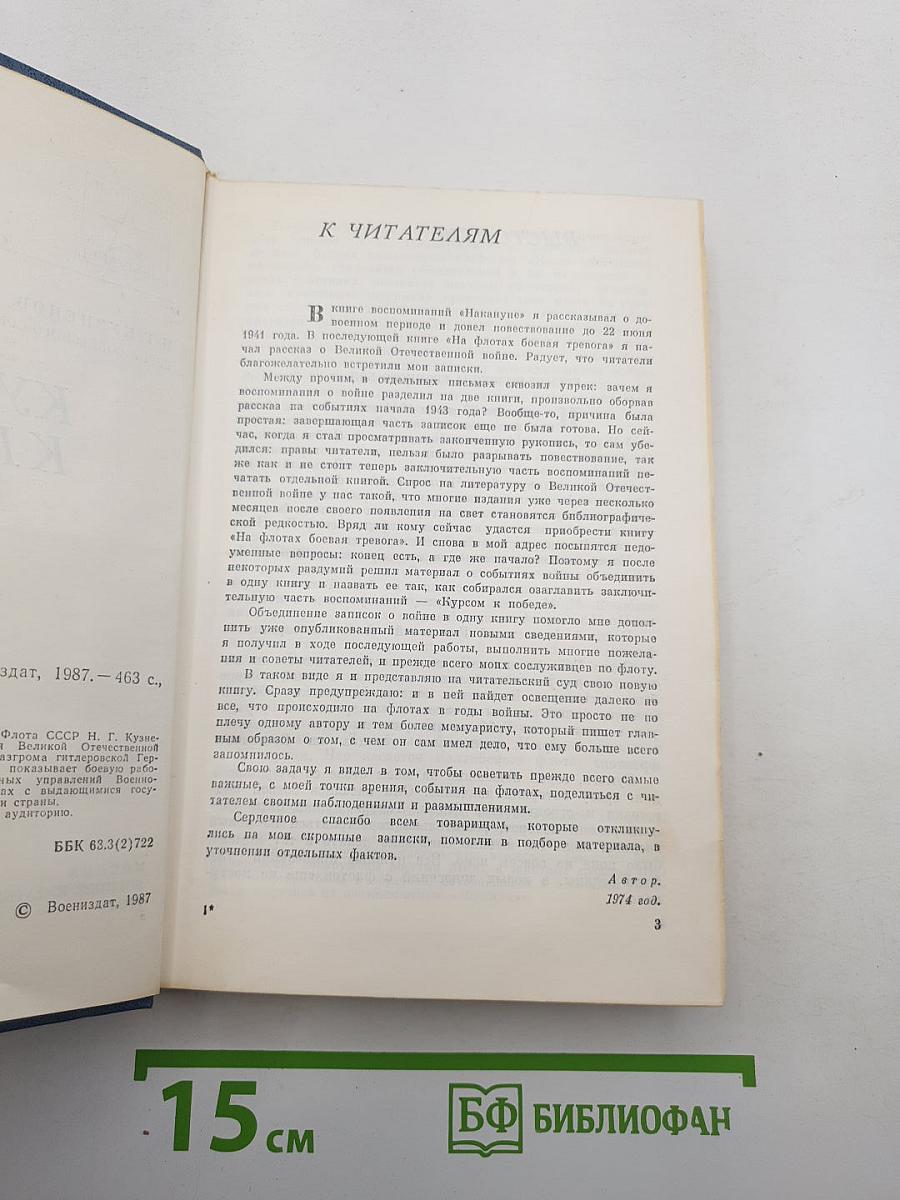 здат, 1987. — 463 с.,
Флота СССР Н. Г. Кузне-
я Великой Отечественной
азгрома гитлеровской Гер-
показывает боевую рабо-
ных управлений Военно-
ах с выдающимися госу-
и страны.
аудиторию.
ББК 63.3(2)722
© Воениздат, 1987
К ЧИТАТЕЛЯМ
В книге воспоминаний «Накануне» я рассказывал о до-
военном периоде и довел повествование до 22 июня
1941 года. В последующей книге «На флотах боевая тревога» я на-
чал рассказ о Великой Отечественной войне. Радует, что читатели
благожелательно встретили мои записки.
Между прочим, в отдельных письмах сквозил упрек: зачем я
воспоминания о войне разделил на две книги, произвольно оборвав
рассказ на событиях начала 1943 года? Вообще-то, причина была
простая: завершающая часть записок еще не была готова. Но сей-
час, когда я стал просматривать законченную рукопись, то сам убе-
дился: правы читатели, нельзя было разрывать повествование, так
же как и не стоит теперь заключительную часть воспоминаний пе-
чатать отдельной книгой. Спрос на литературу о Великой Отечест-
венной войне у нас такой, что многие издания уже через несколько
месяцев после своего появления на свет становятся библиографиче-
ской редкостью. Вряд ли кому сейчас удастся приобрести книгу
«На флотах боевая тревога». И снова в мой адрес посыпятся недо-
уменные вопросы: конец есть, а где же начало? Поэтому я после
некоторых раздумий решил материал о событиях войны объединить
в одну книгу и назвать ее так, как собирался озаглавить заключи-
тельную часть воспоминаний — «Курсом к победе».
Объединение записок о войне в одну книгу помогло мне допол-
нить уже опубликованный материал новыми сведениями, которые
я получил в ходе последующей работы, выполнить многие пожела-
ния и советы читателей, и прежде всего моих сослуживцев по флоту.
В таком виде я и представляю на читательский суд свою новую
книгу. Сразу предупреждаю: и в ней найдет освещение далеко не
все, что происходило на флотах в годы войны. Это просто не по
плечу одному автору и тем более мемуаристу, который пишет глав-
ным образом о том, с чем он сам имел дело, что ему больше всего
запомнилось.
Свою задачу я видел в том, чтобы осветить прежде всего самые
важные, с моей точки зрения, события на флотах, поделиться с чи-
тателем своими наблюдениями и размышлениями.
Сердечное спасибо всем товарищам, которые откликну-
лись на мои скромные записки, помогли в подборе материала, в
уточнении отдельных фактов.
Автор.
1974 год.
1*
3
15 см
БФ БИБЛИОФАН